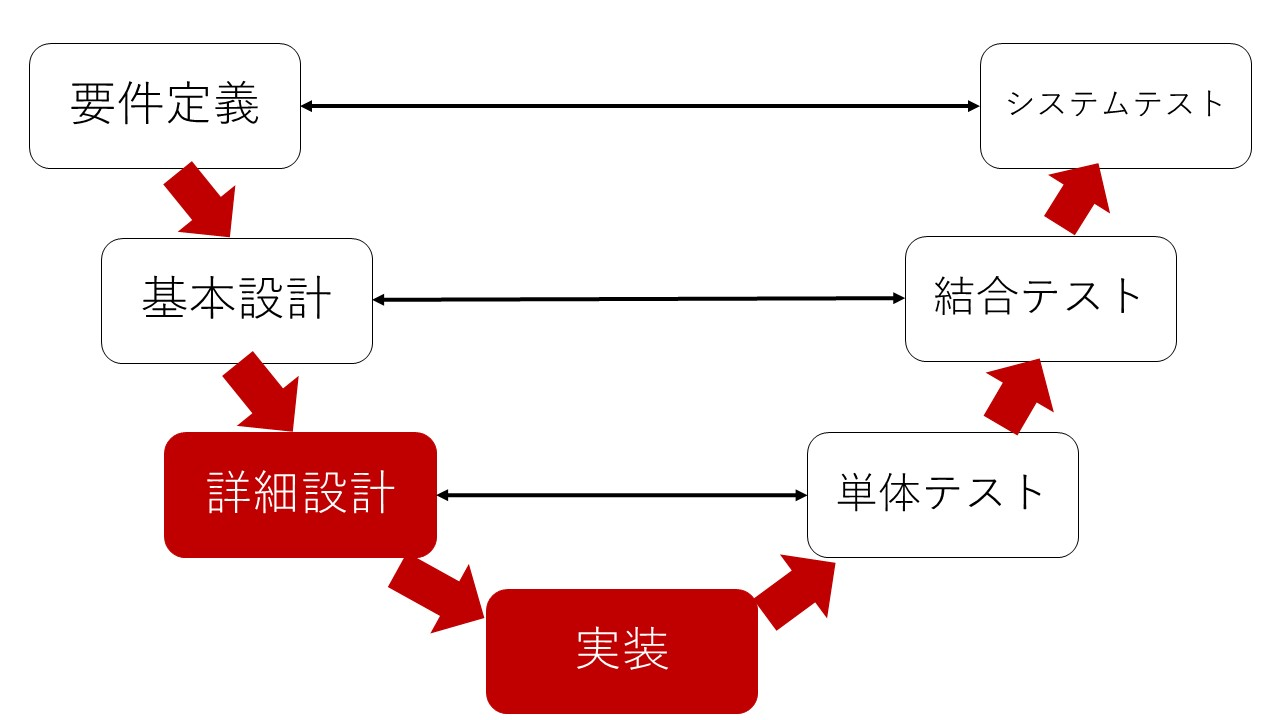 要件定義
システムテスト
基本設計
結合テスト
詳細設計
単体テスト
実装